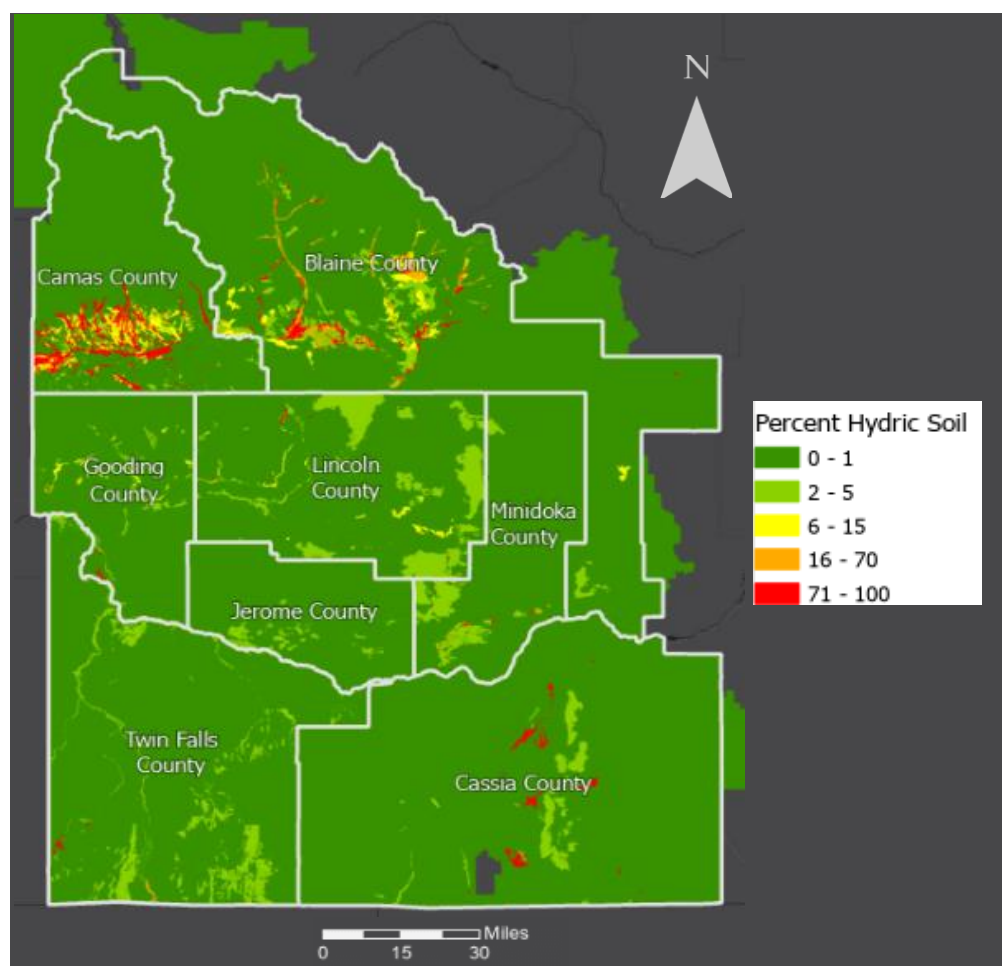 N
Camas County
Blaine County
Percent Hydric Soil
0 - 1
2 - 5
6 - 15
16 - 70
71 - 100
Gooding
County
Lincoln
County
Minidoka
County
Jerome County
Twin Falls
County
Cassia County
Miles
0 15 30